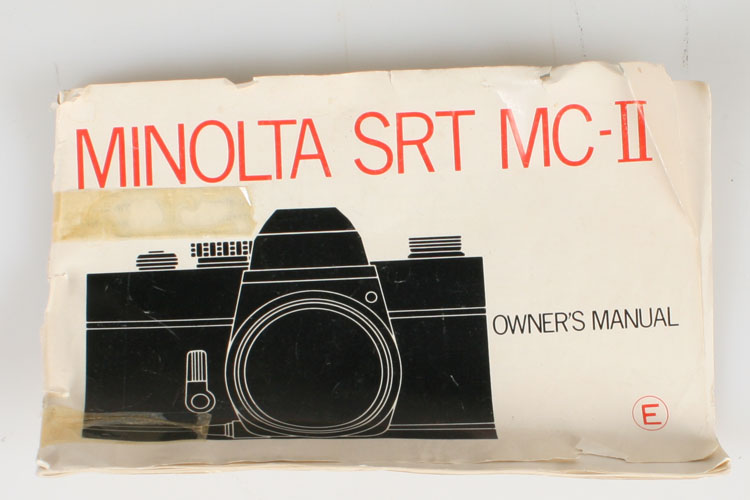 MINOLTA SRT MC-II
OWNER'S MANUAL
E